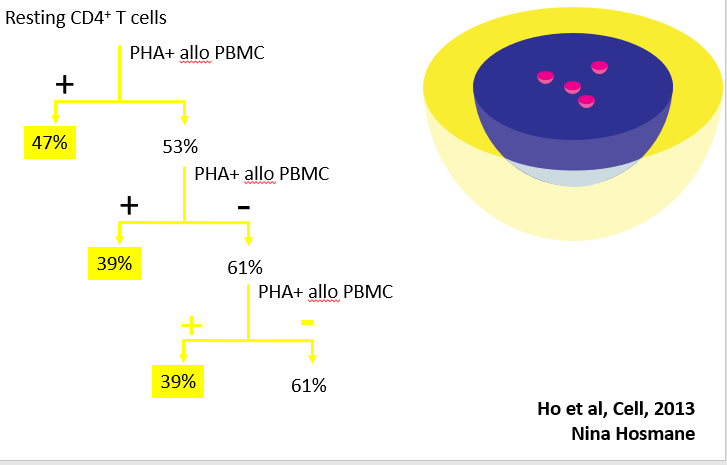 Resting CD4⁺ T cells
PHA+ allo PBMC
+
47%
53%
PHA+ allo PBMC
+ -
39%
61%
PHA+ allo PBMC
+ -
39%
61%
Ho et al, Cell, 2013
Nina Hosmane